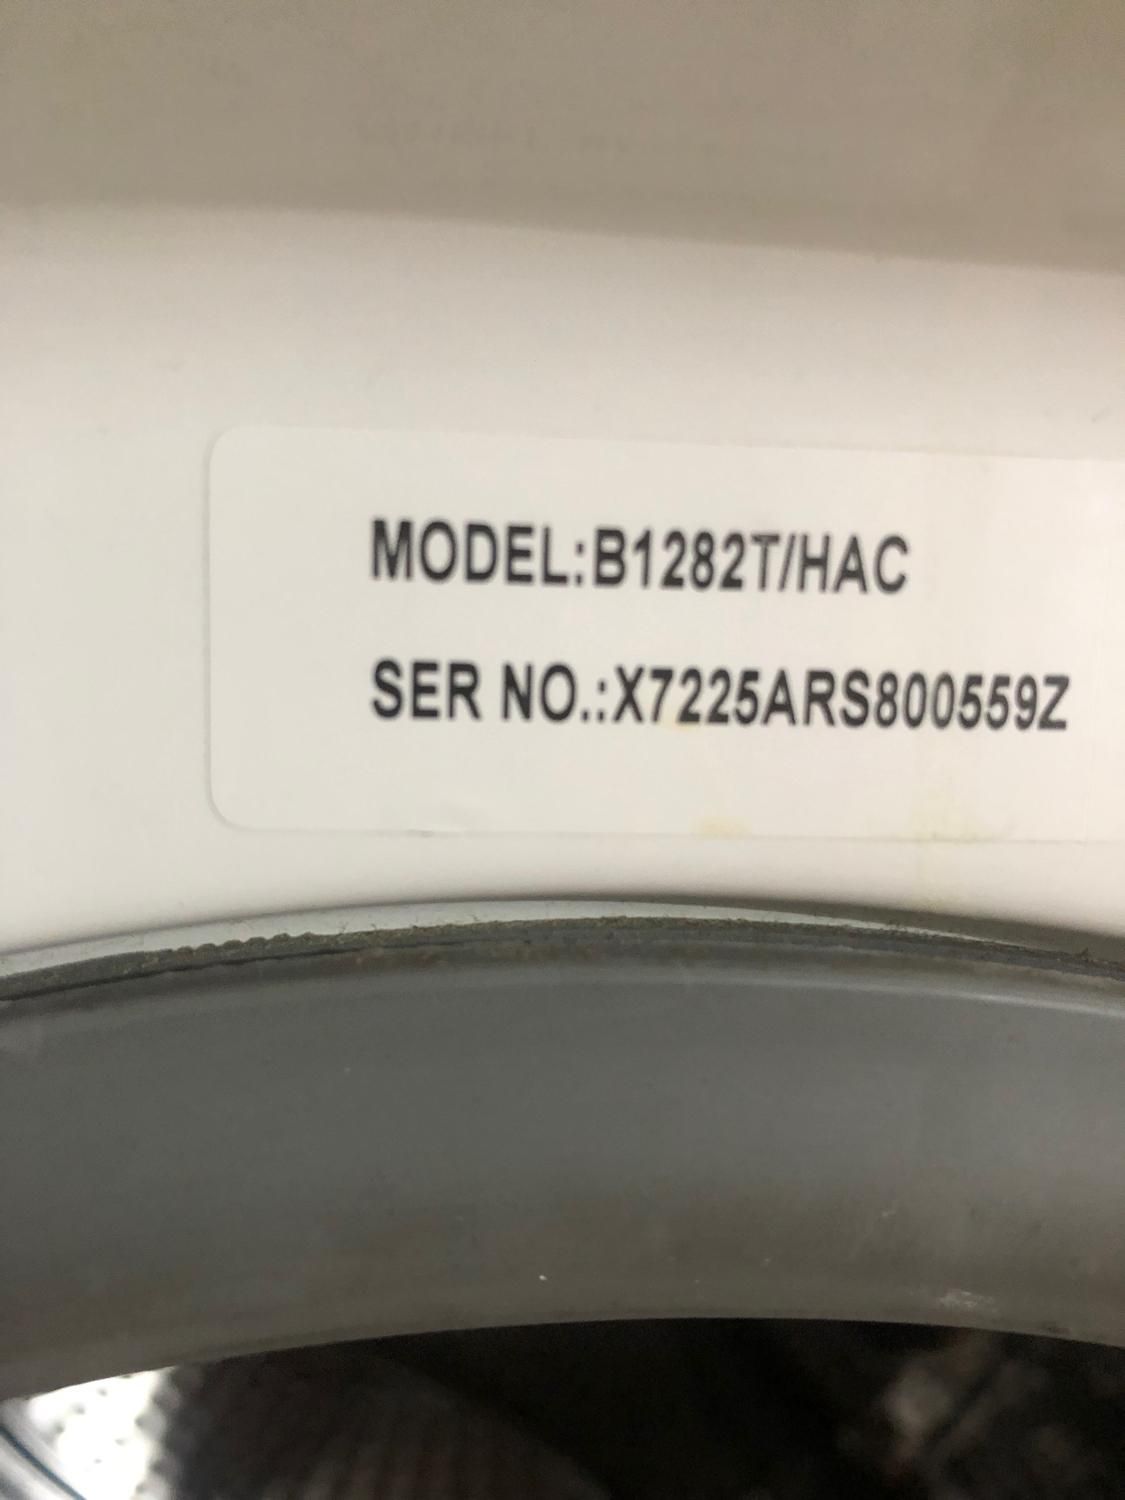 MODEL:B1282T/HAC
SER NO.:X7225ARS800559Z